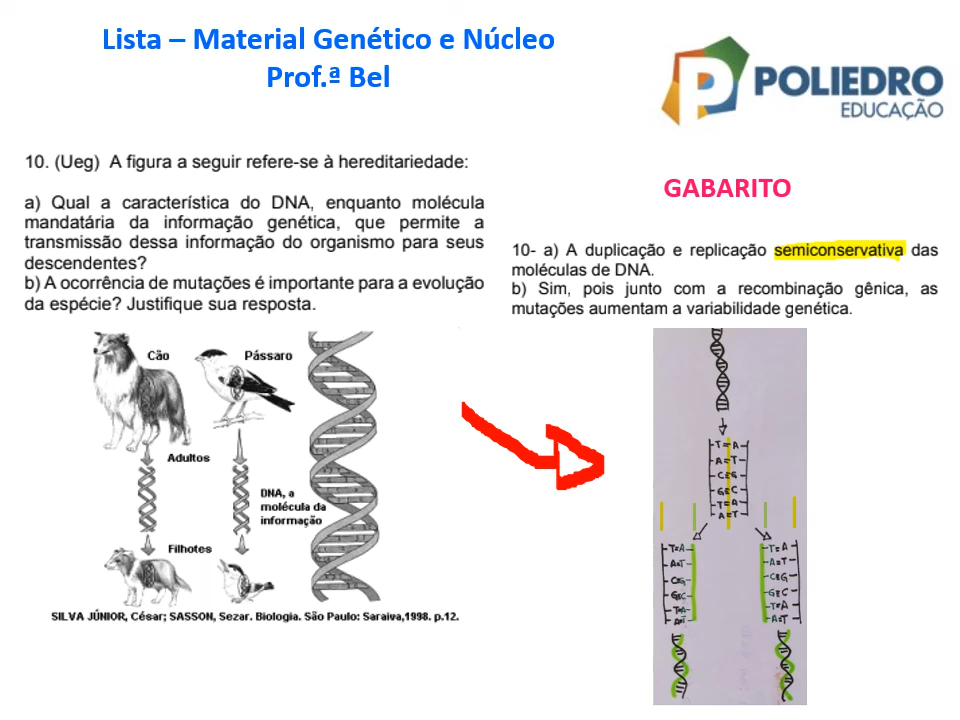 Lista – Material Genético e Núcleo
Prof.ª Bel
POLIEDRO
EDUCAÇÃO
10. (Ueg) A figura a seguir refere-se à hereditariedade:
a) Qual a característica do DNA, enquanto molécula
mandatária da informação genética, que permite a
transmissão dessa informação do organismo para seus
descendentes?
b) A ocorrência de mutações é importante para a evolução
da espécie? Justifique sua resposta.
Cão
Pássaro
Adultos
DNA, a
molécula da
informação
Filhotes
SILVA JÚNIOR, César; SASSON, Sezar. Biologia. São Paulo: Saraiva,1998. p.12.
GABARITO
10- a) A duplicação e replicação semiconservativa das
moléculas de DNA.
b) Sim, pois junto com a recombinação gênica, as
mutações aumentam a variabilidade genética.
T=A
A=T
C≡G
G≡C
T=A
A=T
T=A
A=T
C≡G
G≡C
T=A
A=T
T=A
A=T
C≡G
G≡C
T=A
A=T